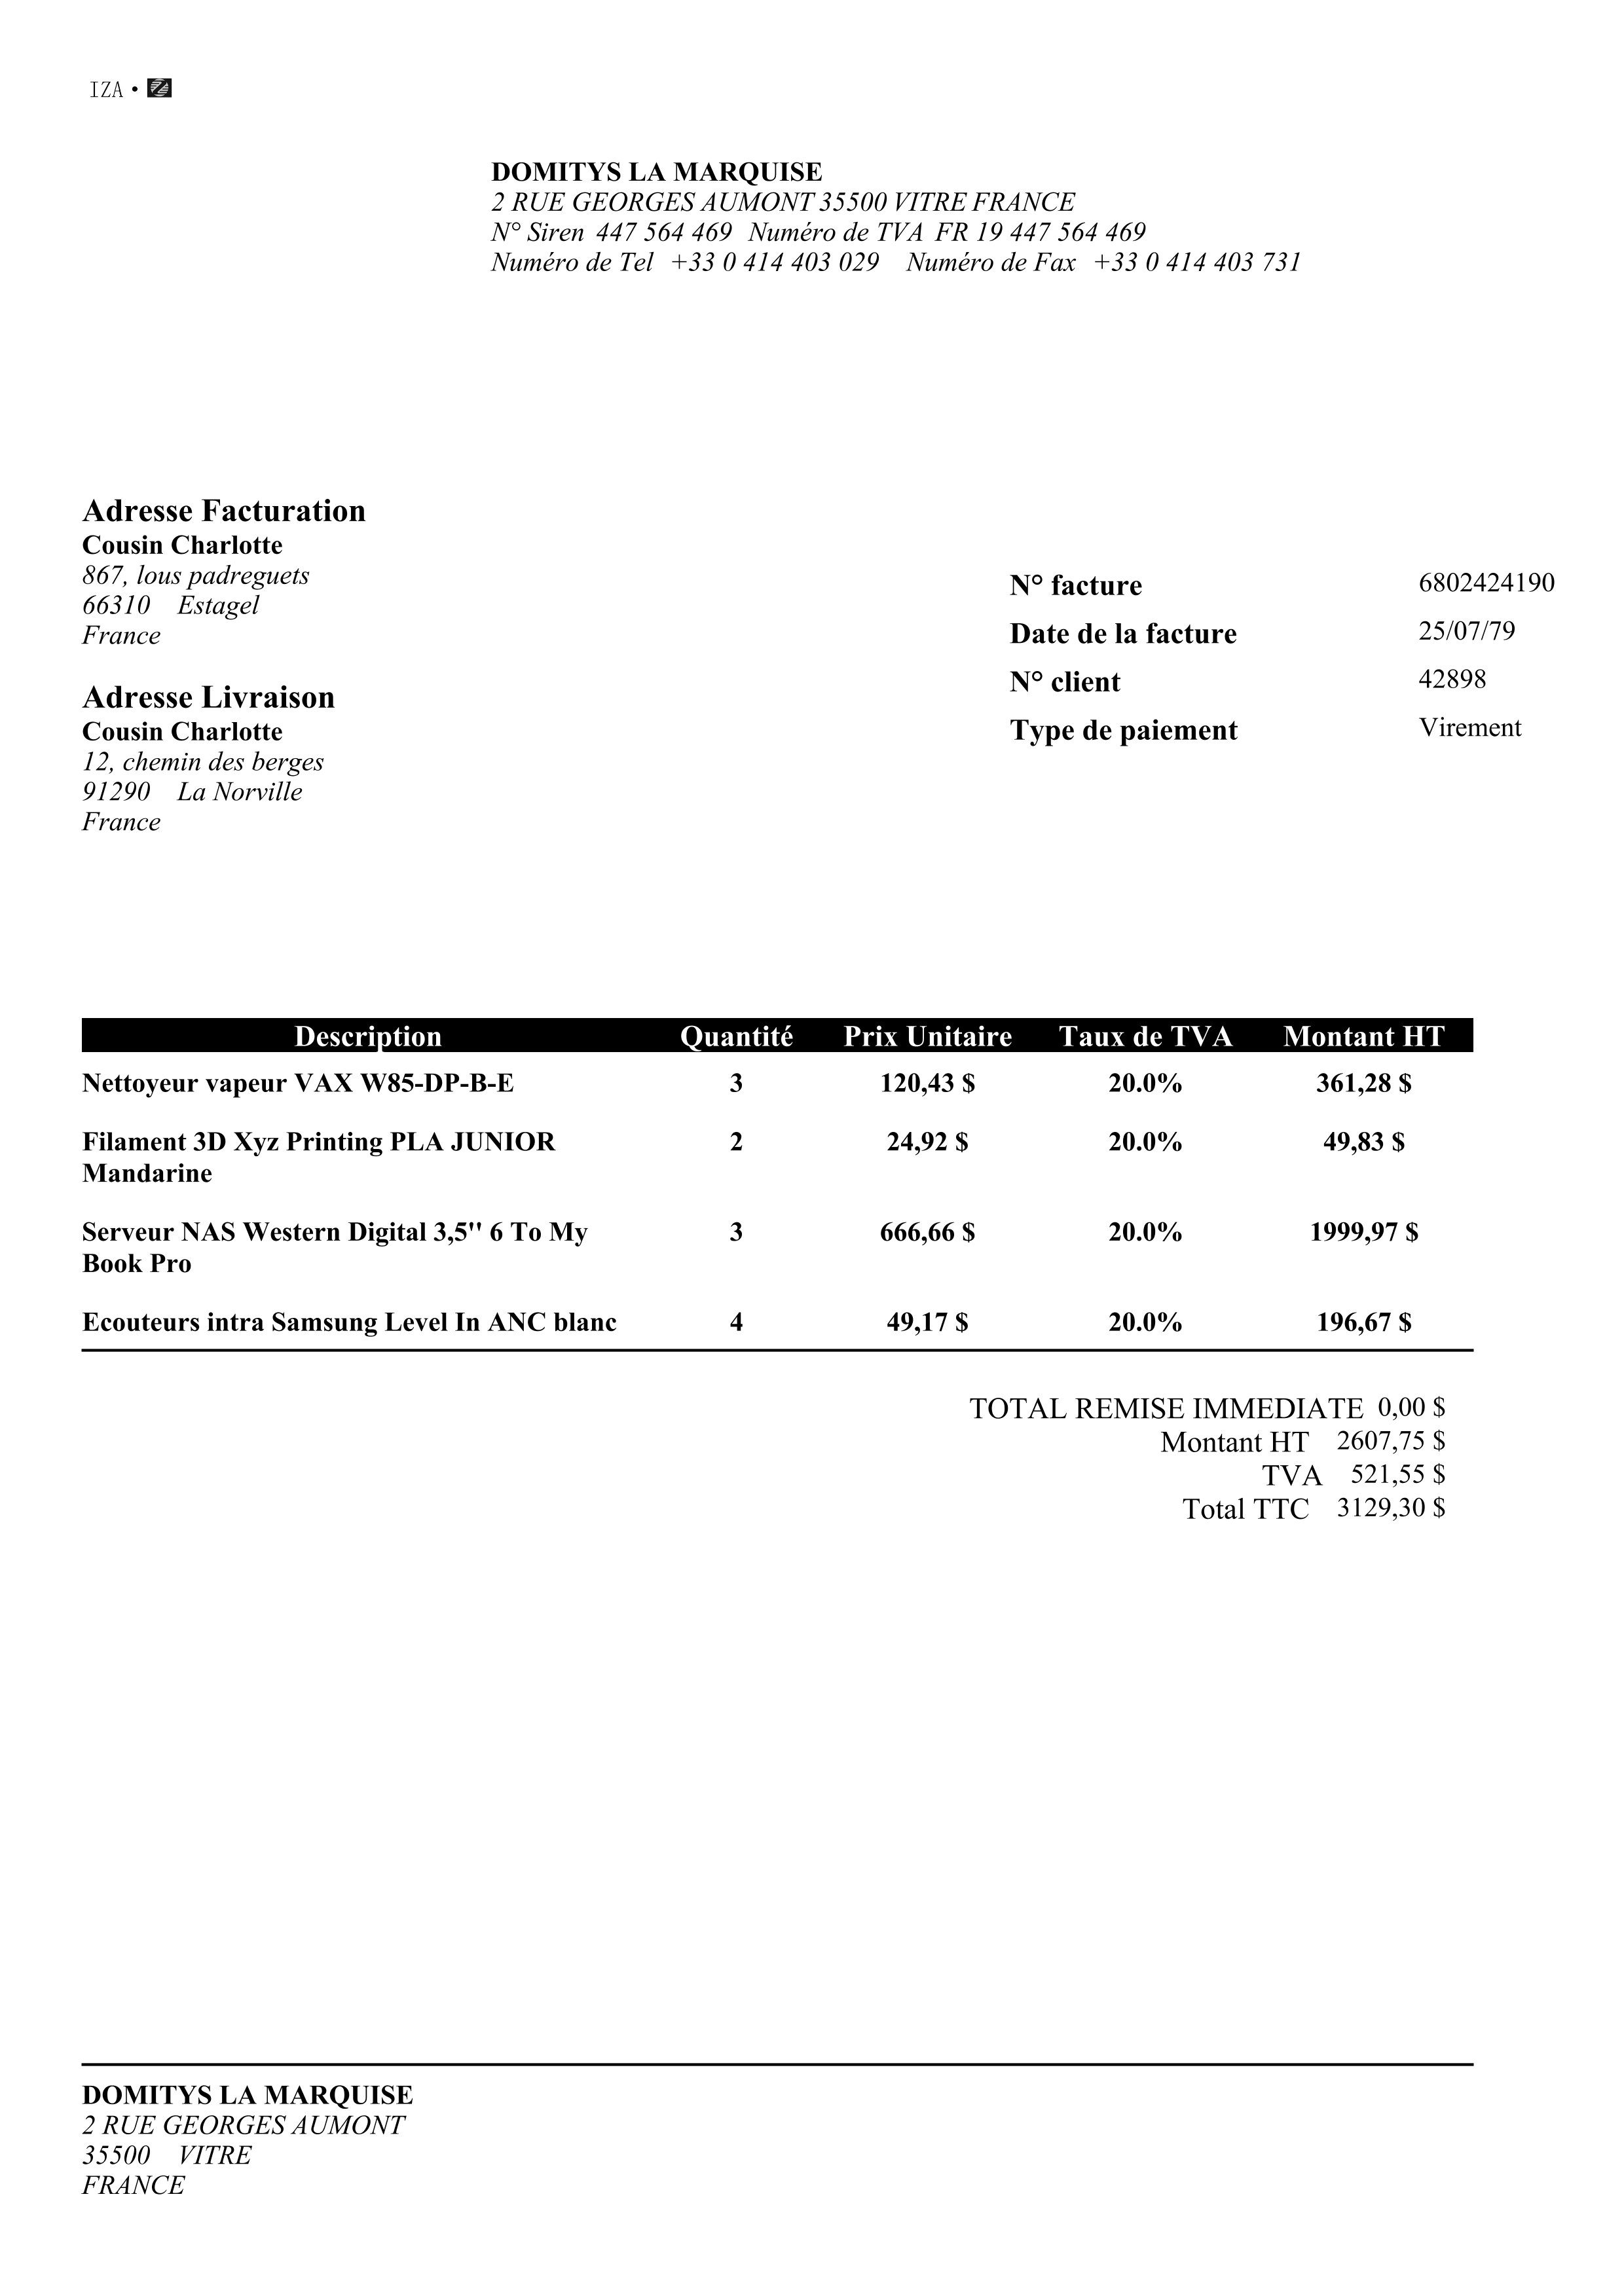 IZA •
DOMITYS LA MARQUISE
2 RUE GEORGES AUMONT 35500 VITRE FRANCE
N° Siren 447 564 469 Numéro de TVA FR 19 447 564 469
Numéro de Tel +33 0 414 403 029 Numéro de Fax +33 0 414 403 731
Adresse Facturation
Cousin Charlotte
867, lous padreguets
66310 Estagel
France
Adresse Livraison
Cousin Charlotte
12, chemin des berges
91290 La Norville
France
N° facture 6802424190
Date de la facture 25/07/79
N° client 42898
Type de paiement Virement
Description Quantité Prix Unitaire Taux de TVA Montant HT
Nettoyeur vapeur VAX W85-DP-B-E 3 120,43 $ 20.0% 361,28 $
Filament 3D Xyz Printing PLA JUNIOR 2 24,92 $ 20.0% 49,83 $
Mandarine
Serveur NAS Western Digital 3,5'' 6 To My 3 666,66 $ 20.0% 1999,97 $
Book Pro
Ecouteurs intra Samsung Level In ANC blanc 4 49,17 $ 20.0% 196,67 $
TOTAL REMISE IMMEDIATE 0,00 $
Montant HT 2607,75 $
TVA 521,55 $
Total TTC 3129,30 $
DOMITYS LA MARQUISE
2 RUE GEORGES AUMONT
35500 VITRE
FRANCE